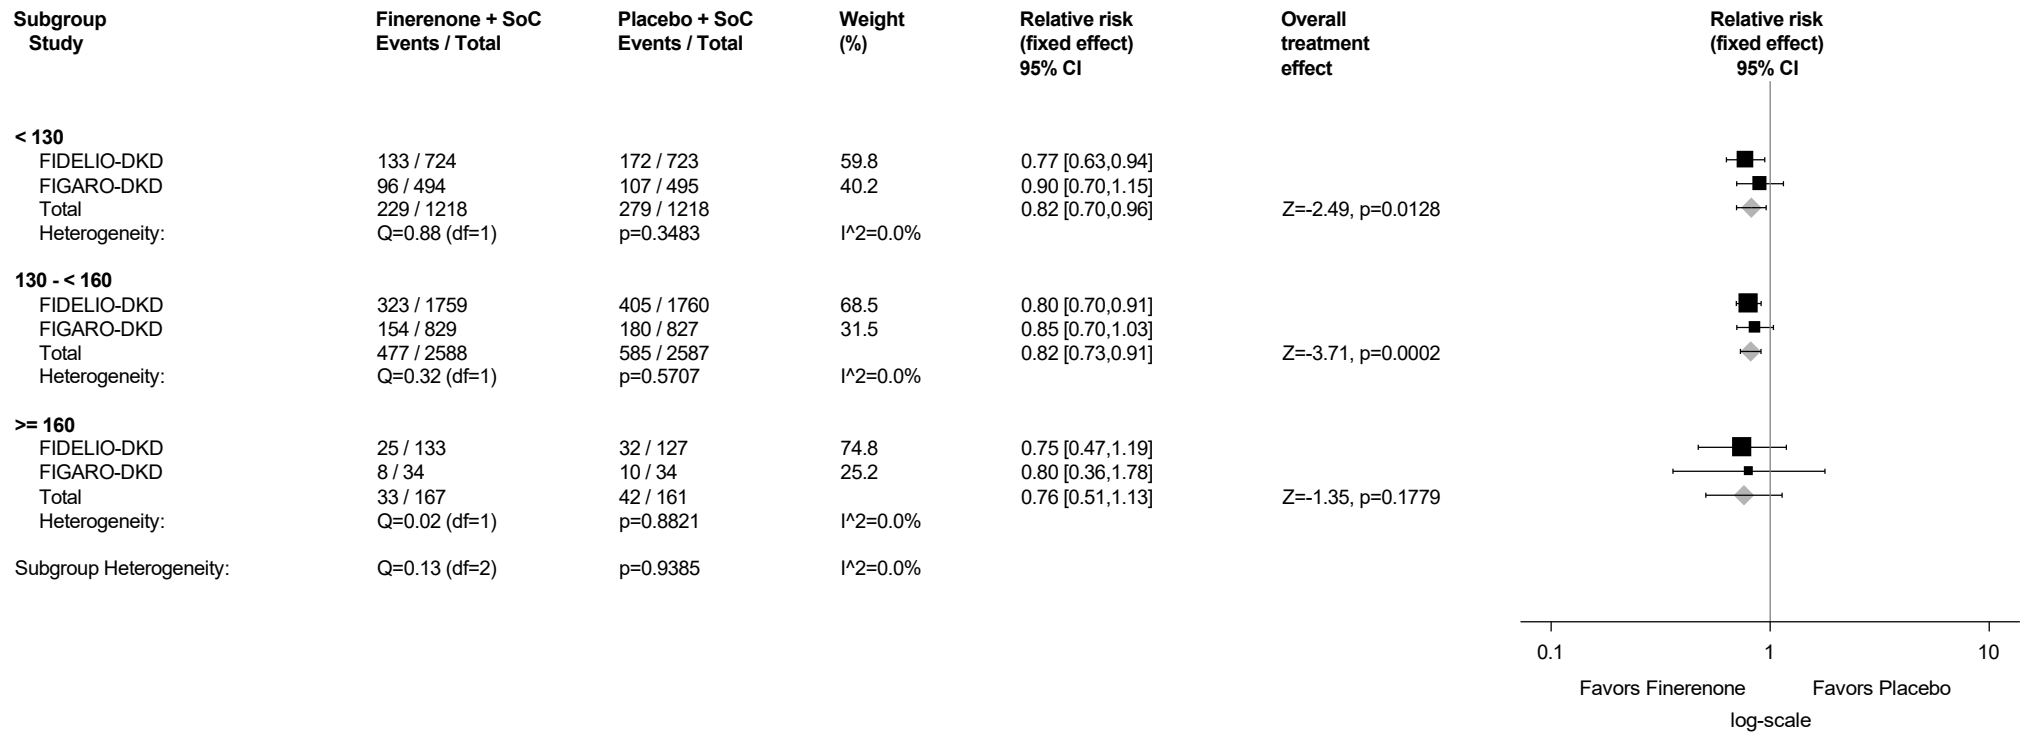 Subgroup Finerenone + SoC Placebo + SoC Weight Relative risk Overall Relative risk
Study Events / Total Events / Total (%) (fixed effect) treatment (fixed effect)
95% CI effect 95% CI
< 130
FIDELIO-DKD 133 / 724 172 / 723 59.8 0.77 [0.63,0.94]
FIGARO-DKD 96 / 494 107 / 495 40.2 0.90 [0.70,1.15]
Total 229 / 1218 279 / 1218 0.82 [0.70,0.96] Z=-2.49, p=0.0128
Heterogeneity: Q=0.88 (df=1) p=0.3483 I^2=0.0%
130 - < 160
FIDELIO-DKD 323 / 1759 405 / 1760 68.5 0.80 [0.70,0.91]
FIGARO-DKD 154 / 829 180 / 827 31.5 0.85 [0.70,1.03]
Total 477 / 2588 585 / 2587 0.82 [0.73,0.91] Z=-3.71, p=0.0002
Heterogeneity: Q=0.32 (df=1) p=0.5707 I^2=0.0%
>= 160
FIDELIO-DKD 25 / 133 32 / 127 74.8 0.75 [0.47,1.19]
FIGARO-DKD 8 / 34 10 / 34 25.2 0.80 [0.36,1.78]
Total 33 / 167 42 / 161 0.76 [0.51,1.13] Z=-1.35, p=0.1779
Heterogeneity: Q=0.02 (df=1) p=0.8821 I^2=0.0%
Subgroup Heterogeneity: Q=0.13 (df=2) p=0.9385 I^2=0.0%
0.1 1 10
Favors Finerenone Favors Placebo
log-scale